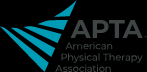 APTA
American
Physical Therapy
Association